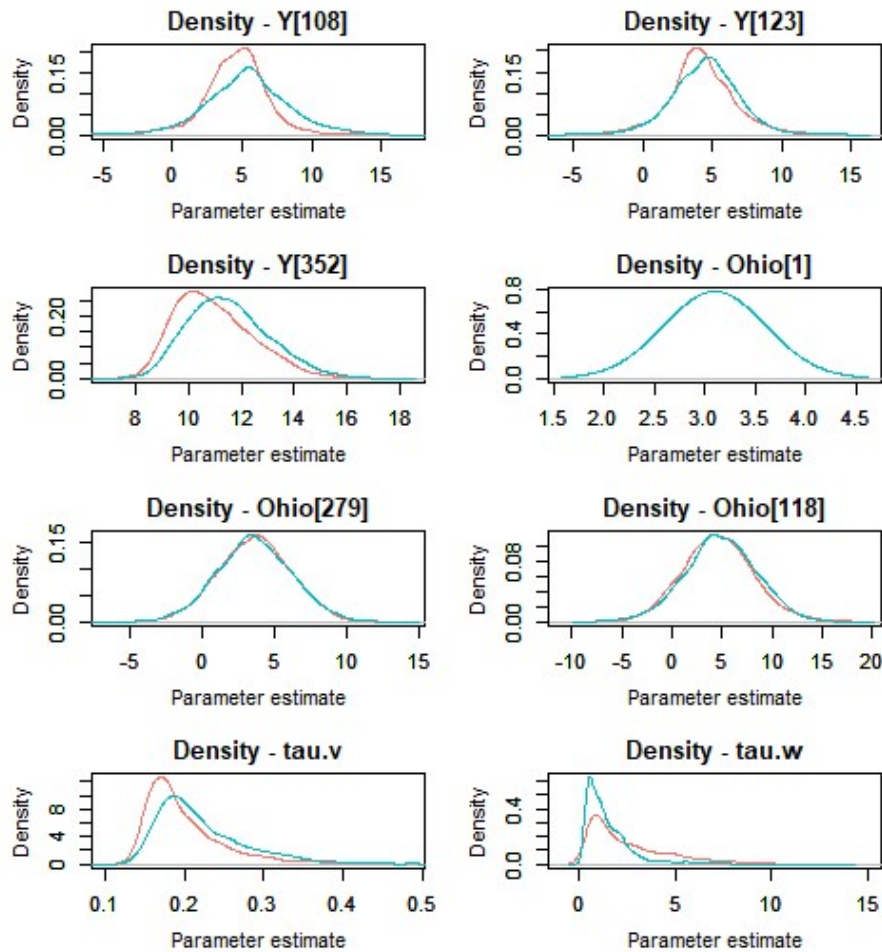 Density - Y[108]
Density
0.00 0.15
-5 0 5 10 15
Parameter estimate
Density - Y[123]
Density
0.00 0.15
-5 0 5 10 15
Parameter estimate
Density - Y[352]
Density
0.00 0.20
8 10 12 14 16 18
Parameter estimate
Density - Ohio[1]
Density
0.0 0.4 0.8
1.5 2.0 2.5 3.0 3.5 4.0 4.5
Parameter estimate
Density - Ohio[279]
Density
0.00 0.15
-5 0 5 10 15
Parameter estimate
Density - Ohio[118]
Density
0.00 0.08
-10 -5 0 5 10 15 20
Parameter estimate
Density - tau.v
Density
0 4 8
0.1 0.2 0.3 0.4 0.5
Parameter estimate
Density - tau.w
Density
0.0 0.4
0 5 10 15
Parameter estimate